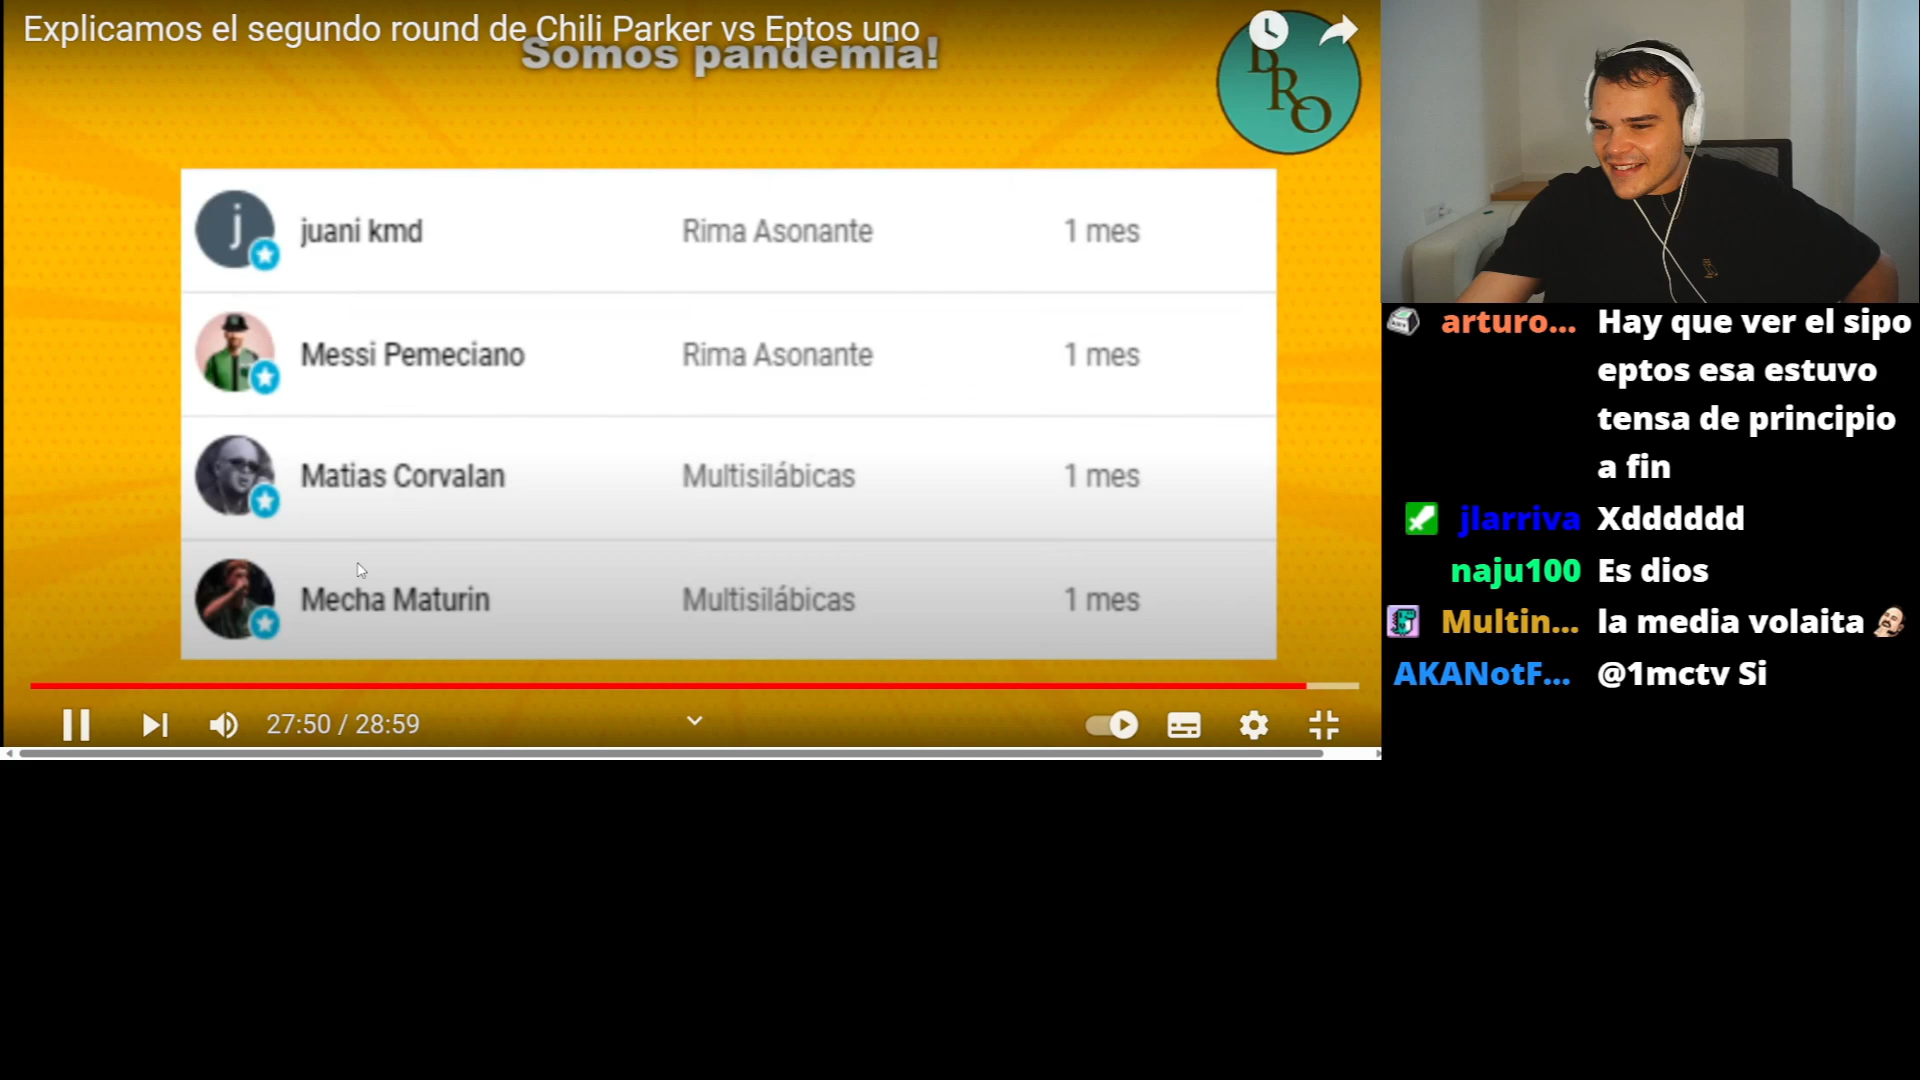 Explicamos el segundo round de Chili Parker vs Eptos uno
Somos pandemia!
BRO
juani kmd Rima Asonante 1 mes
Messi Pemeciano Rima Asonante 1 mes
Matias Corvalan Multisilábicas 1 mes
Mecha Maturin Multisilábicas 1 mes
27:50 / 28:59
arturo... Hay que ver el sipo
eptos esa estuvo
tensa de principio
a fin
jlarriva Xdddddd
naju100 Es dios
Multin... la media volaita
AKANotF... @1mctv Si